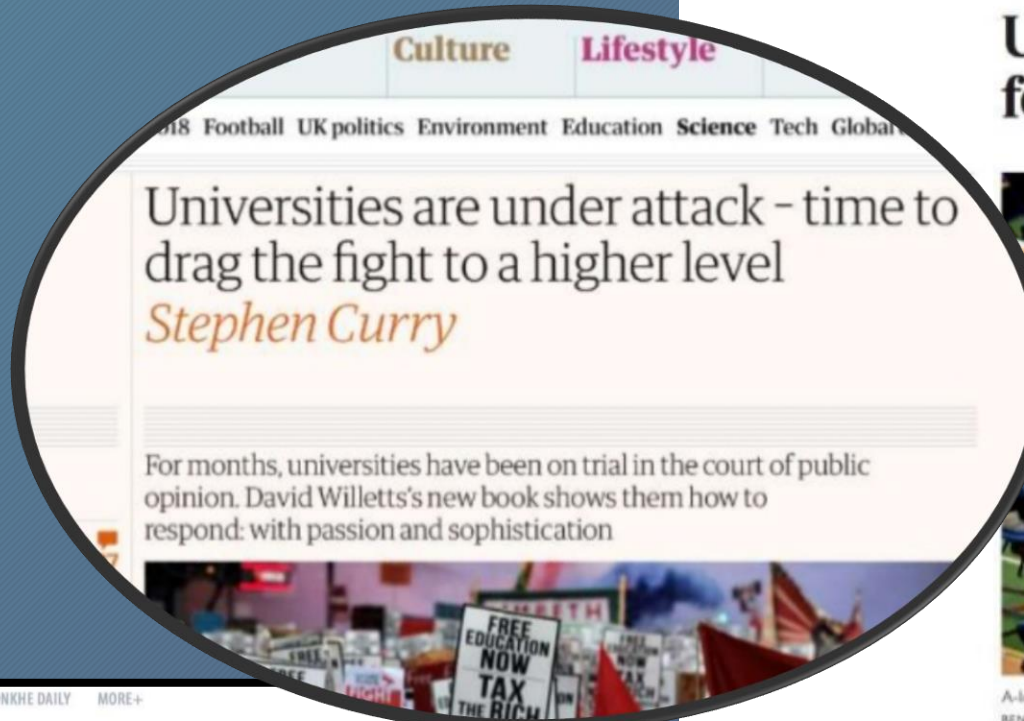 Culture Lifestyle
Football UK politics Environment Education Science Tech
Universities are under attack – time to
drag the fight to a higher level
Stephen Curry
For months, universities have been on trial in the court of public
opinion. David Willetts's new book shows them how to
respond: with passion and sophistication
FREE
EDUCATION
NOW
TAX
THE RICH
DAILY MORE+